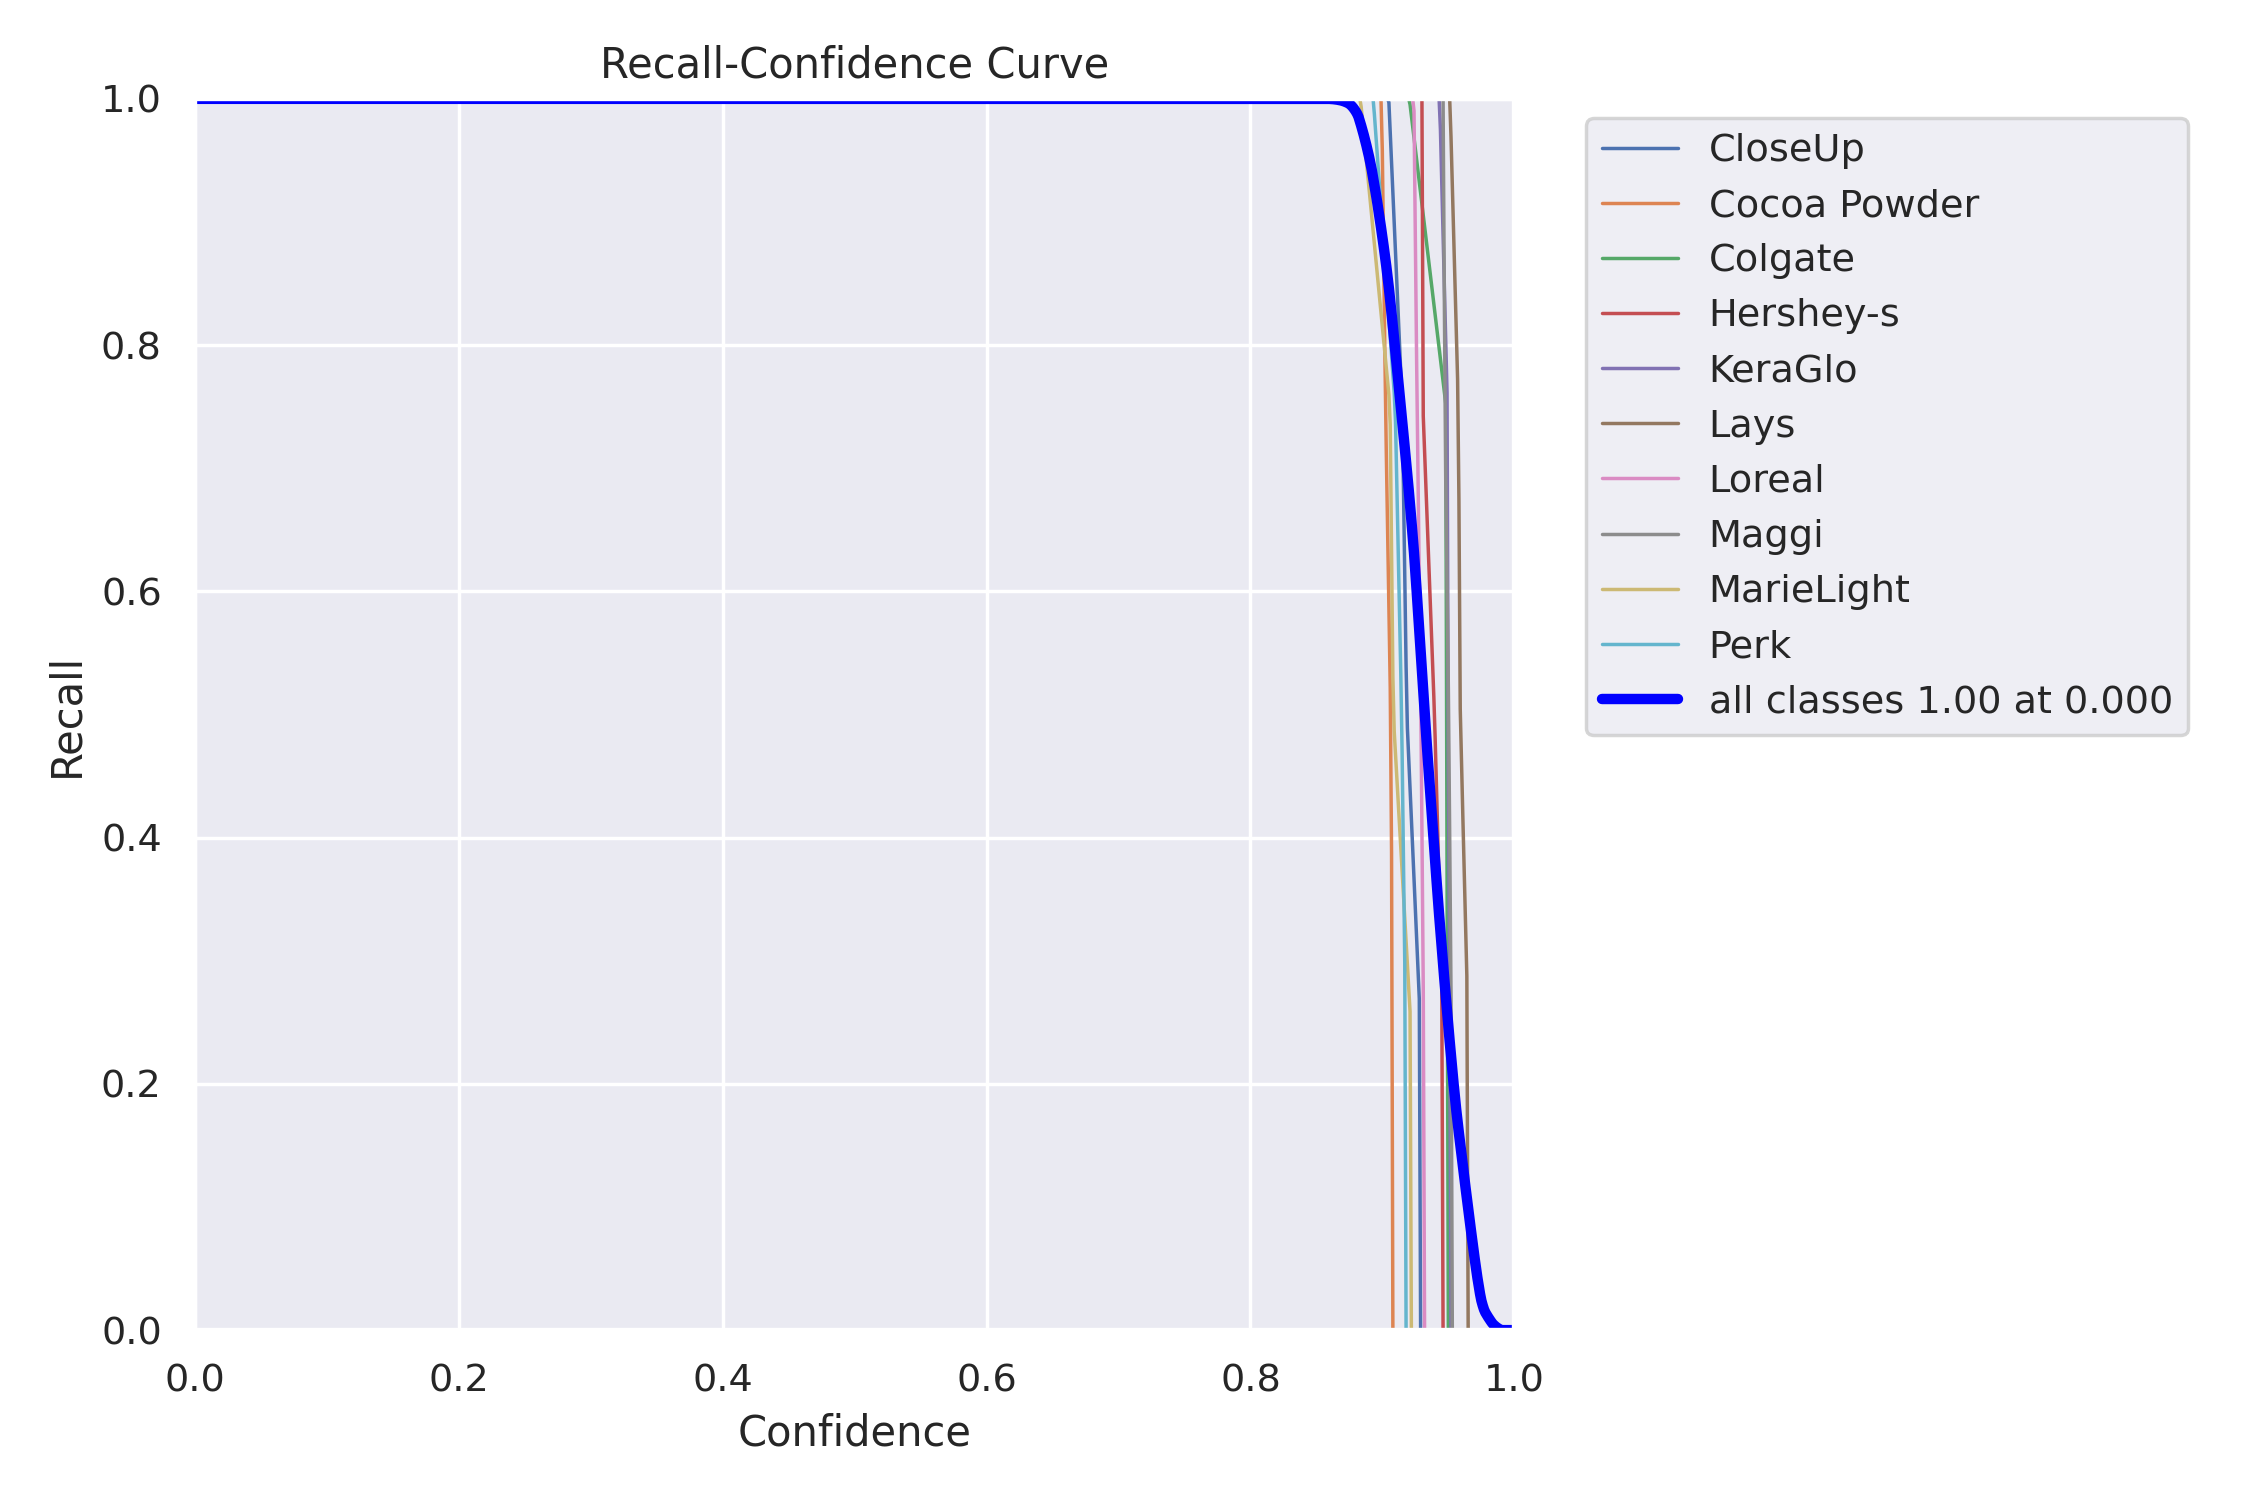 Recall-Confidence Curve
1.0
0.8
0.6
0.4
0.2
0.0
Recall
0.0 0.2 0.4 0.6 0.8 1.0
Confidence
CloseUp
Cocoa Powder
Colgate
Hershey-s
KeraGlo
Lays
Loreal
Maggi
MarieLight
Perk
all classes 1.00 at 0.000